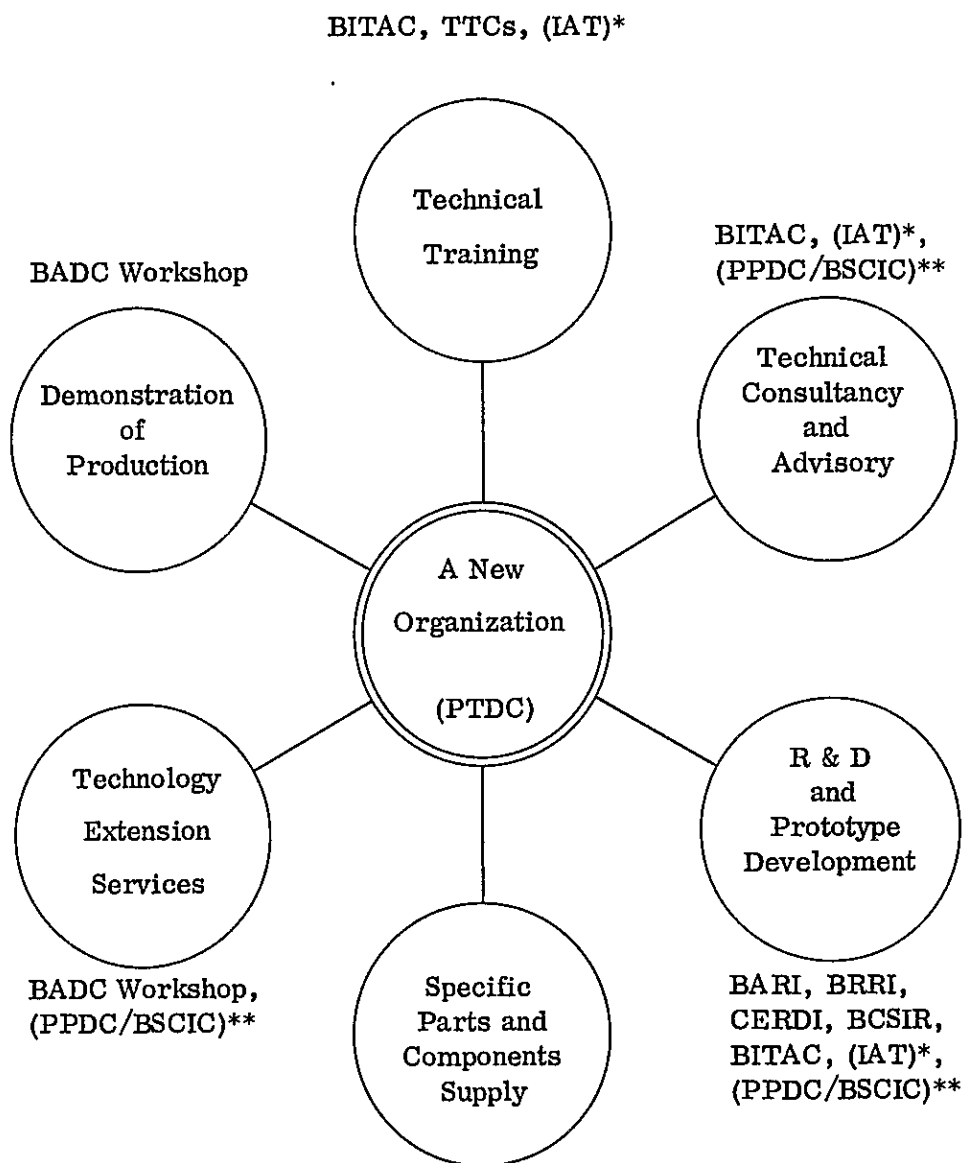 BITAC, TTCs, (IAT)*
Technical
Training
BITAC, (IAT)*,
(PPDC/BSCIC)**
Technical
Consultancy
and
Advisory
BADC Workshop
Demonstration
of
Production
A New
Organization
(PTDC)
Technology
Extension
Services
BADC Workshop,
(PPDC/BSCIC)**
R & D
and
Prototype
Development
BARI, BRRI,
CERDI, BCSIR,
BITAC, (IAT)*,
(PPDC/BSCIC)**
Specific
Parts and
Components
Supply